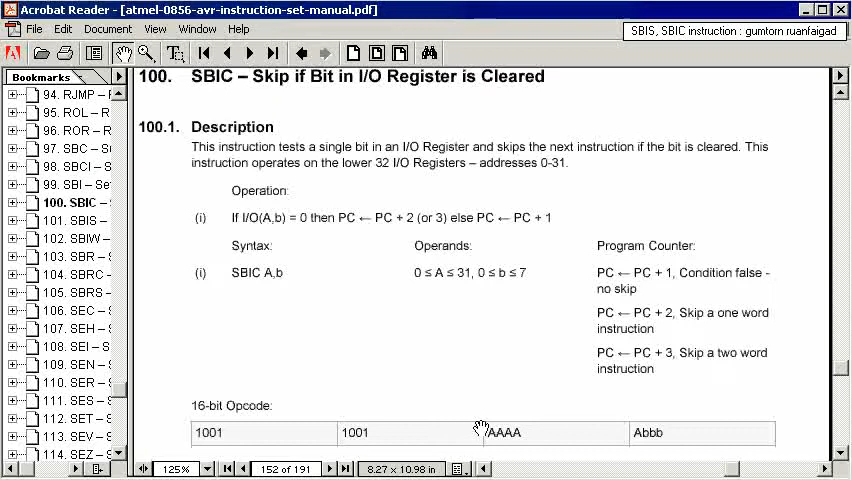 Acrobat Reader - [atmel-0856-avr-instruction-set-manual.pdf]
File Edit Document View Window Help
SBIS, SBIC instruction : gumtorn ruanfaigad
Bookmarks
94. RJMP – R
95. ROL – R
96. ROR – R
97. SBC – S
98. SBCI – S
99. SBI – Se
100. SBIC – S
101. SBIS –
102. SBIW –
103. SBR – S
104. SBRC –
105. SBRS –
106. SEC – S
107. SEH – S
108. SEI – S
109. SEN – S
110. SER – S
111. SES – S
112. SET – S
113. SEV – S
114. SEZ – S
100. SBIC – Skip if Bit in I/O Register is Cleared
100.1. Description
This instruction tests a single bit in an I/O Register and skips the next instruction if the bit is cleared. This
instruction operates on the lower 32 I/O Registers – addresses 0-31.
Operation:
(i) If I/O(A,b) = 0 then PC ← PC + 2 (or 3) else PC ← PC + 1
Syntax: Operands: Program Counter:
(i) SBIC A,b 0 ≤ A ≤ 31, 0 ≤ b ≤ 7 PC ← PC + 1, Condition false -
no skip
PC ← PC + 2, Skip a one word
instruction
PC ← PC + 3, Skip a two word
instruction
16-bit Opcode:
1001 1001 AAAA Abbb
125% 152 of 191 8.27 x 10.98 in